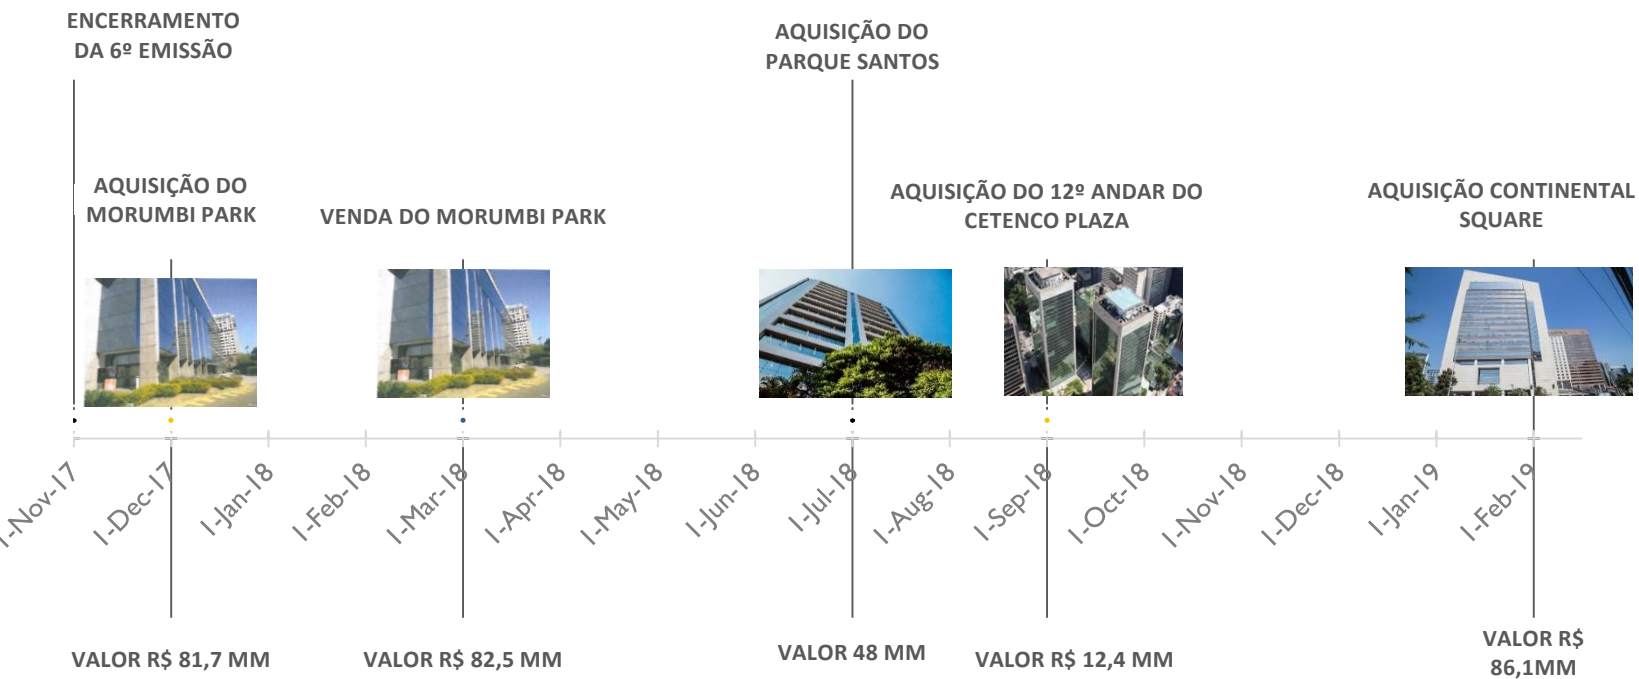 ENCERRAMENTO
DA 6º EMISSÃO
AQUISIÇÃO DO
PARQUE SANTOS
AQUISIÇÃO DO
MORUMBI PARK
VENDA DO MORUMBI PARK
AQUISIÇÃO DO 12º ANDAR DO
CETENCO PLAZA
AQUISIÇÃO CONTINENTAL
SQUARE
1-Nov-17
1-Dec-17
1-Jan-18
1-Feb-18
1-Mar-18
1-Apr-18
1-May-18
1-Jun-18
1-Jul-18
1-Aug-18
1-Sep-18
1-Oct-18
1-Nov-18
1-Dec-18
1-Jan-19
1-Feb-19
VALOR R$ 81,7 MM
VALOR R$ 82,5 MM
VALOR 48 MM
VALOR R$ 12,4 MM
VALOR R$
86,1MM